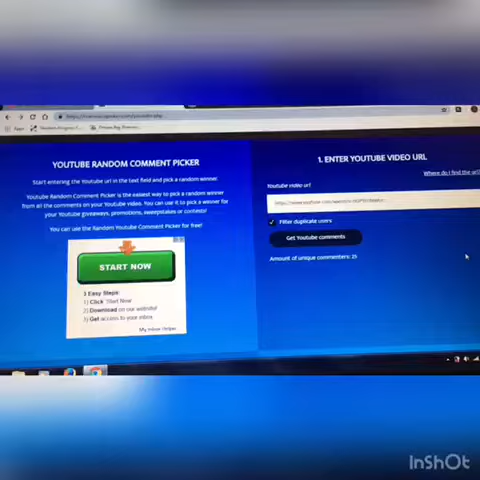 Apps
YOUTUBE RANDOM COMMENT PICKER
Start entering the Youtube url in the text field and pick a random winner.
Youtube Random Comment Picker is the easiest way to pick a random winner
from all the comments on your Youtube video. You can use it to pick a winner for
your Youtube giveaways, promotions, sweepstakes or contests!
You can use the Random Youtube Comment Picker for free!
START NOW
3 Easy Steps:
1) Click 'Start Now'
2) Download on our website!
3) Get access to your inbox
My Inbox Helper
1. ENTER YOUTUBE VIDEO URL
Where do I find the url?
Youtube video url
Filter duplicate users
Get Youtube comments
Amount of unique commenters: 25
InShOt